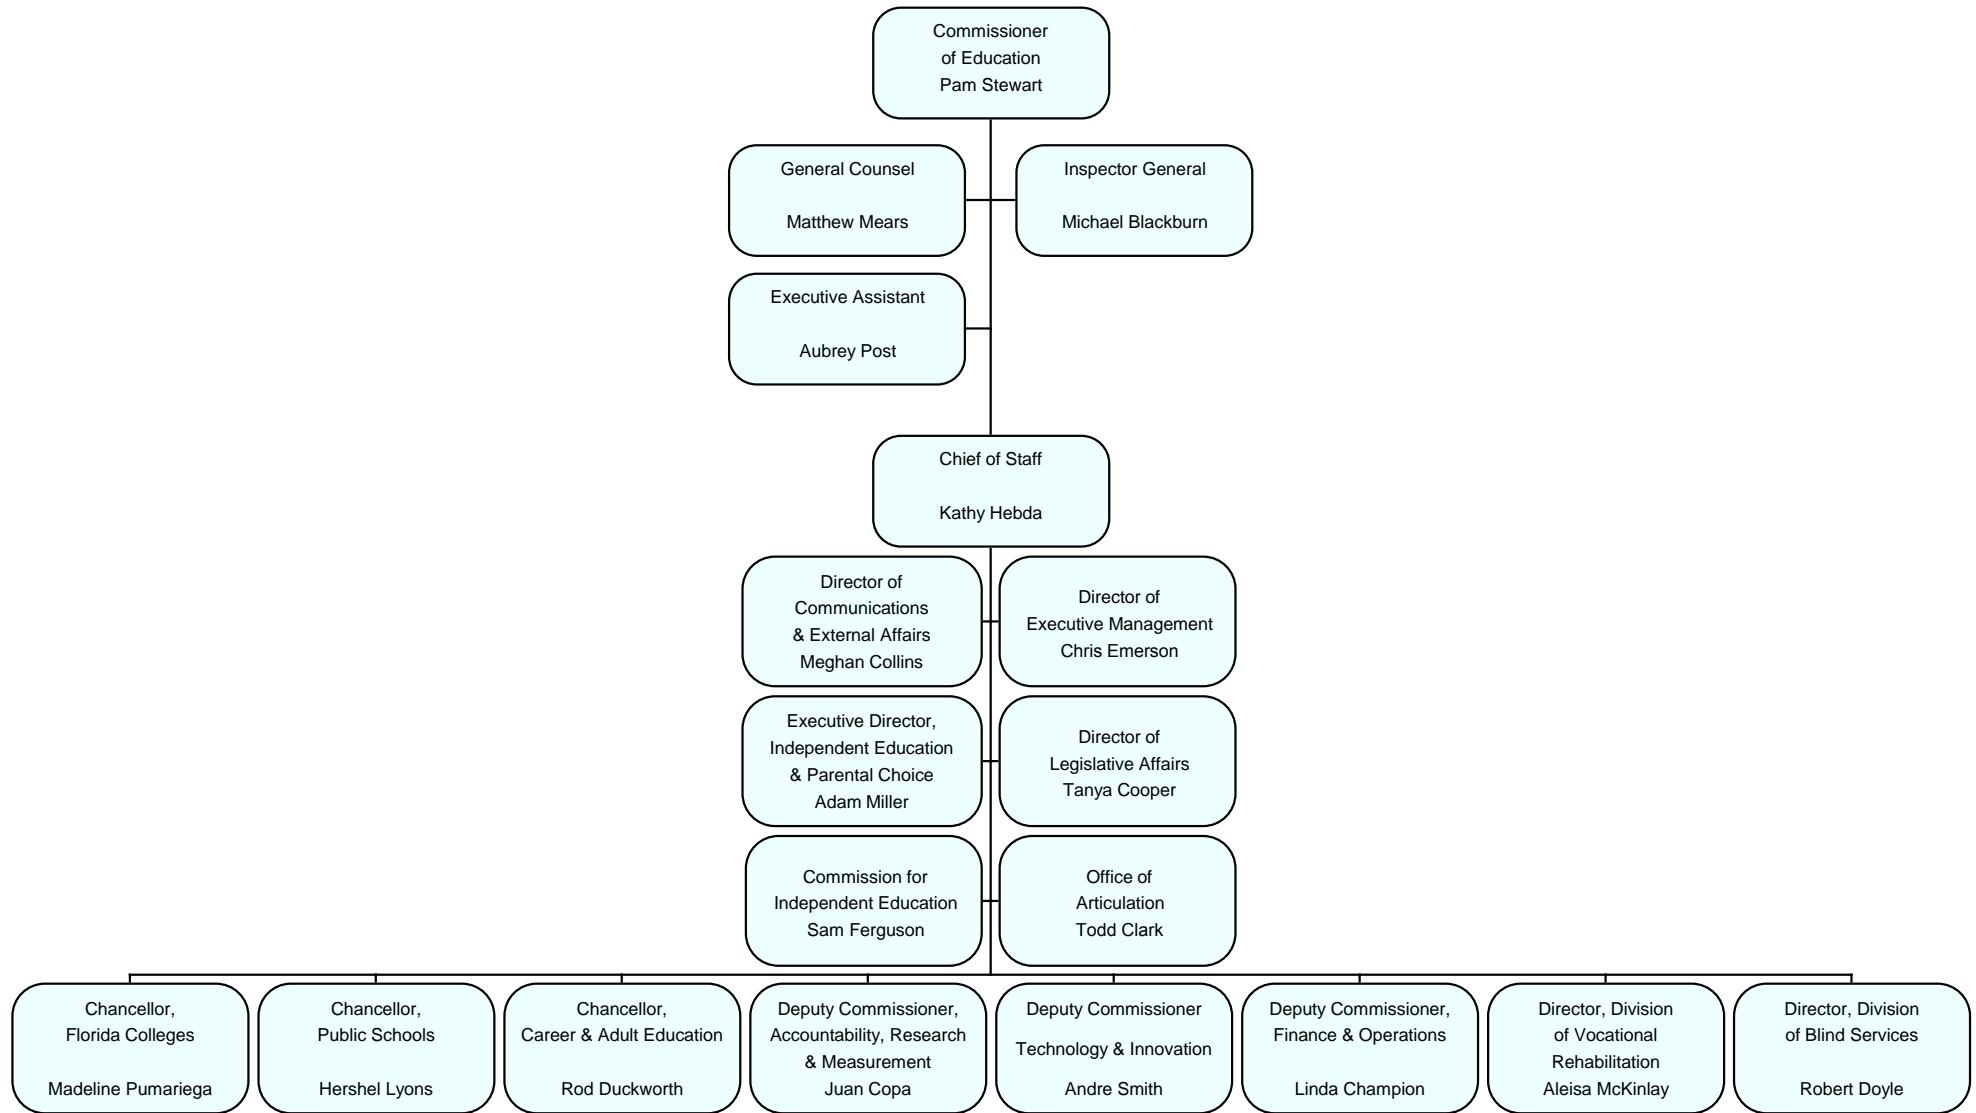 Commissioner
of Education
Pam Stewart
General Counsel
Matthew Mears
Inspector General
Michael Blackburn
Executive Assistant
Aubrey Post
Chief of Staff
Kathy Hebda
Director of
Communications
& External Affairs
Meghan Collins
Director of
Executive Management
Chris Emerson
Executive Director,
Independent Education
& Parental Choice
Adam Miller
Director of
Legislative Affairs
Tanya Cooper
Commission for
Independent Education
Sam Ferguson
Office of
Articulation
Todd Clark
Chancellor,
Florida Colleges
Madeline Pumariega
Chancellor,
Public Schools
Hershel Lyons
Chancellor,
Career & Adult Education
Rod Duckworth
Deputy Commissioner,
Accountability, Research
& Measurement
Juan Copa
Deputy Commissioner
Technology & Innovation
Andre Smith
Deputy Commissioner,
Finance & Operations
Linda Champion
Director, Division
of Vocational
Rehabilitation
Aleisa McKinlay
Director, Division
of Blind Services
Robert Doyle